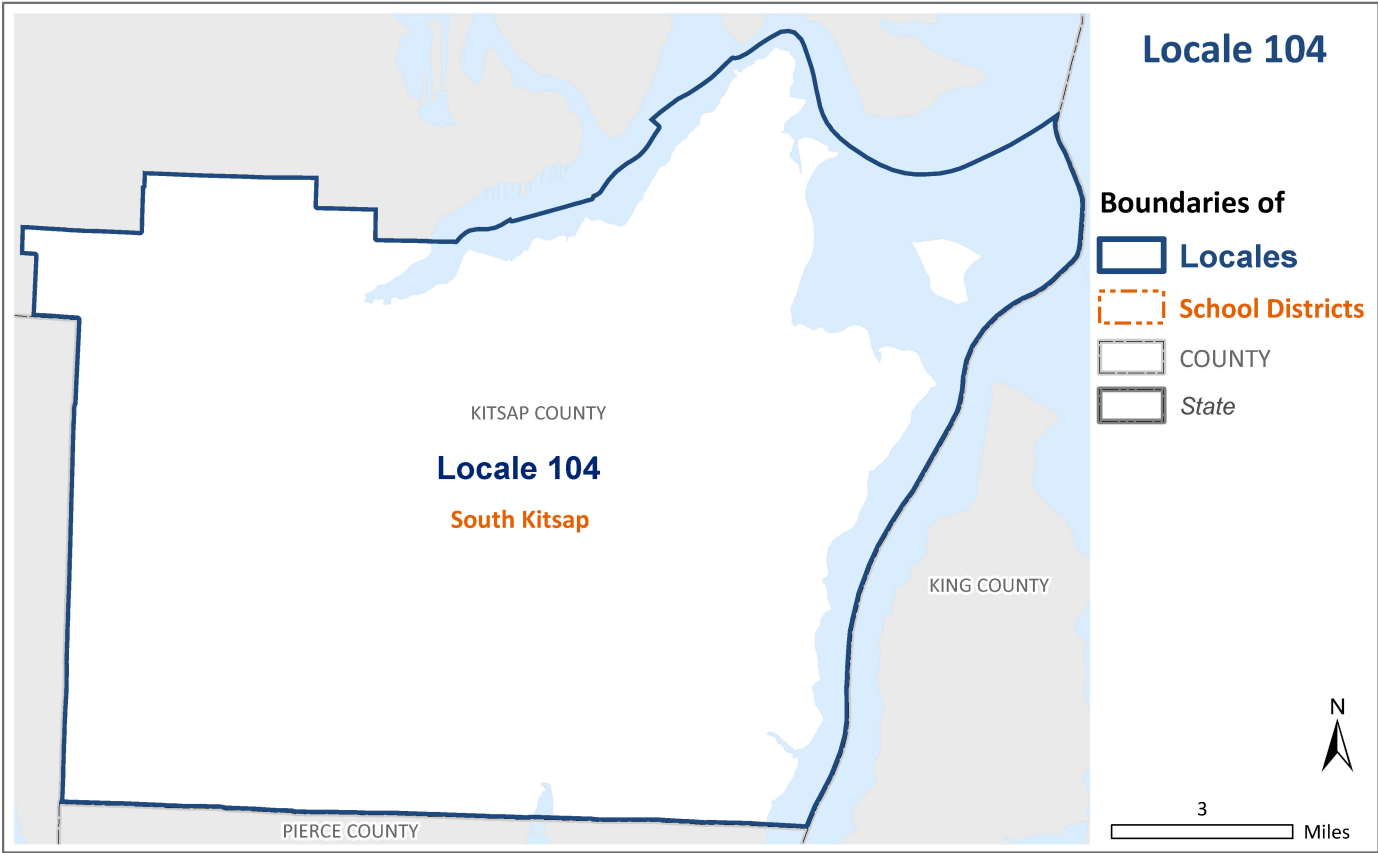 Locale 104
Boundaries of
Locales
School Districts
COUNTY
State
KITSAP COUNTY
Locale 104
South Kitsap
KING COUNTY
PIERCE COUNTY
N
3
Miles